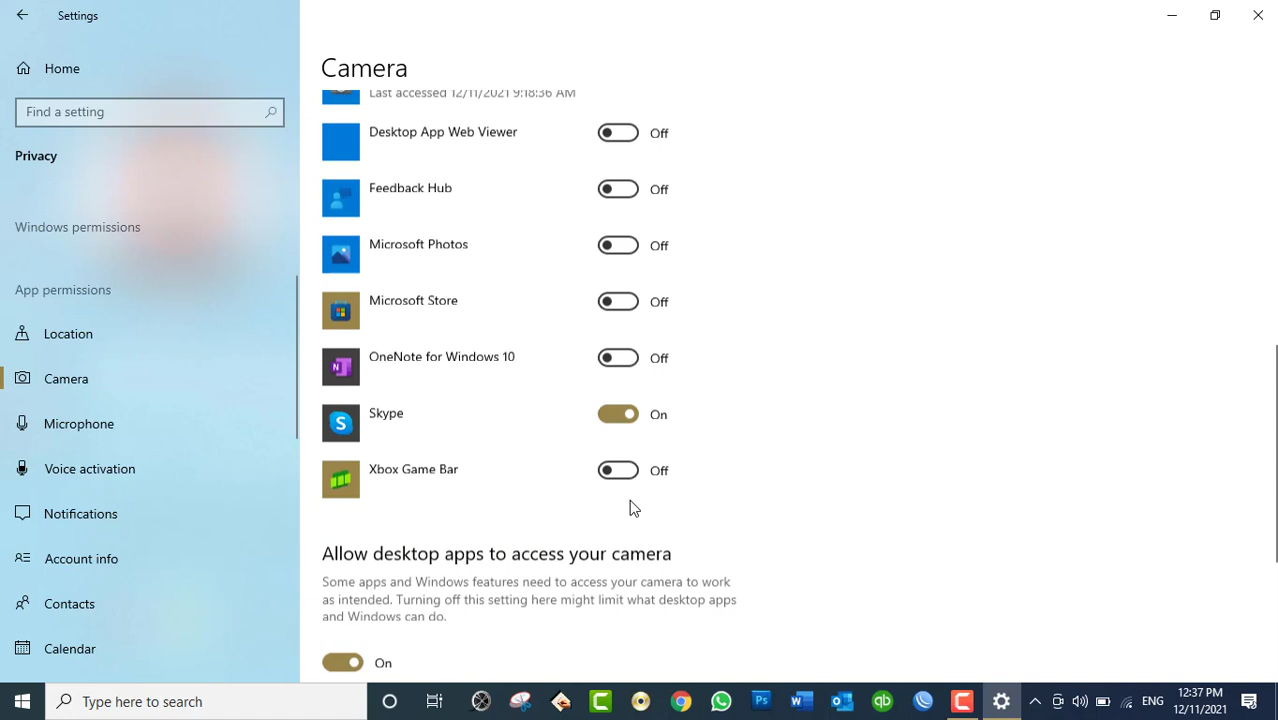 Settings
Home
Find a setting
Privacy
Windows permissions
App permissions
Location
Camera
Microphone
Voice activation
Notifications
Account info
Contacts
Calendar
Camera
Last accessed 12/11/2021 9:18:36 AM
Desktop App Web Viewer
Off
Feedback Hub
Off
Microsoft Photos
Off
Microsoft Store
Off
OneNote for Windows 10
Off
Skype
On
Xbox Game Bar
Off
Allow desktop apps to access your camera
Some apps and Windows features need to access your camera to work
as intended. Turning off this setting here might limit what desktop apps
and Windows can do.
On
Type here to search
ENG
12:37 PM
12/11/2021